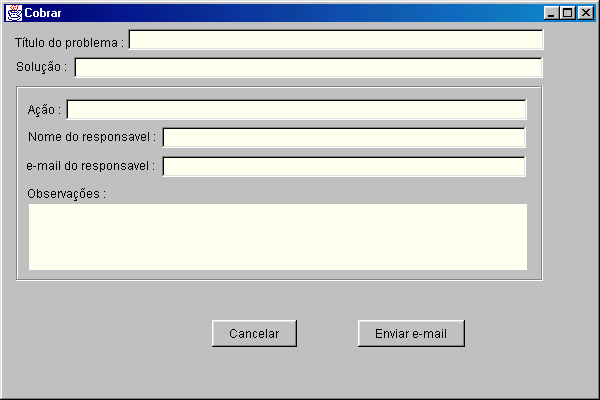 Cobrar
Título do problema :
Solução :
Ação :
Nome do responsavel :
e-mail do responsavel :
Observações :
Cancelar
Enviar e-mail